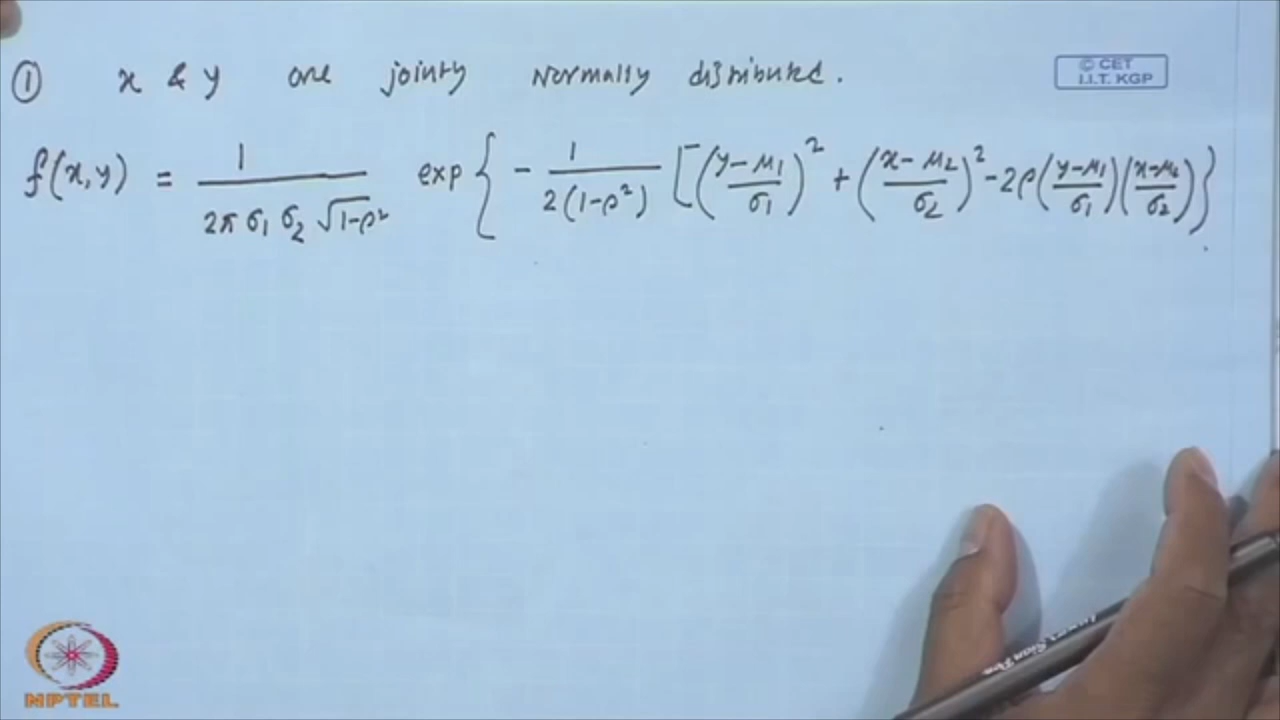 ① x & y are jointy Normally distributed.
© CET
I.I.T. KGP
f(x,y) = 1 / (2π σ₁ σ₂ √(1-ρ²)) exp { - 1 / (2(1-ρ²)) [ ((y-μ₁)/σ₁)² + ((x-μ₂)/σ₂)² - 2ρ((y-μ₁)/σ₁)((x-μ₂)/σ₂) }
NPTEL